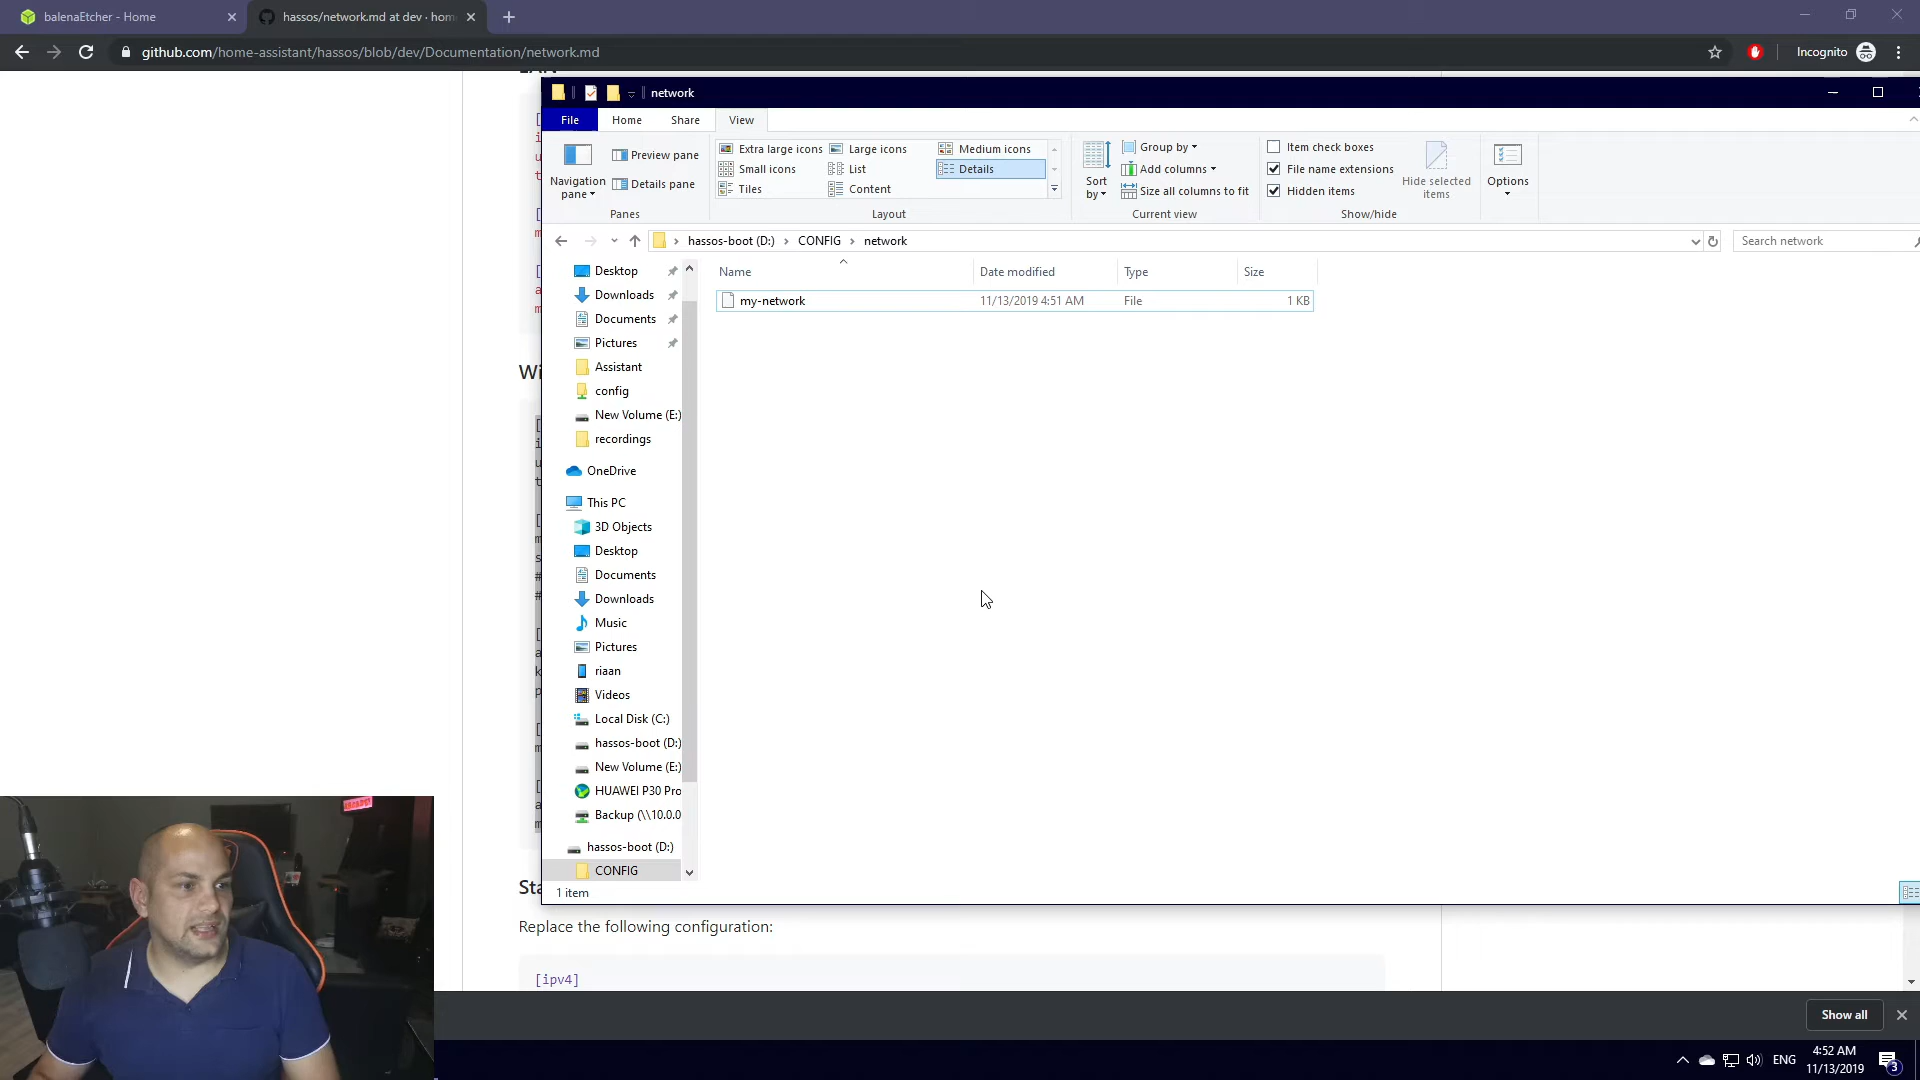 balenaEtcher - Home
hassos/network.md at dev · hom
github.com/home-assistant/hassos/blob/dev/Documentation/network.md
Incognito
network
File
Home
Share
View
Navigation pane
Preview pane
Details pane
Panes
Extra large icons
Large icons
Medium icons
Small icons
List
Details
Tiles
Content
Layout
Sort by
Group by
Add columns
Size all columns to fit
Current view
Item check boxes
File name extensions
Hidden items
Hide selected items
Show/hide
Options
hassos-boot (D:)
CONFIG
network
Search network
Name
Date modified
Type
Size
my-network
11/13/2019 4:51 AM
File
1 KB
Desktop
Downloads
Documents
Pictures
Assistant
config
New Volume (E:)
recordings
OneDrive
This PC
3D Objects
Desktop
Documents
Downloads
Music
Pictures
riaan
Videos
Local Disk (C:)
hassos-boot (D:)
New Volume (E:)
HUAWEI P30 Pro
Backup (\\10.0.0
hassos-boot (D:)
CONFIG
1 item
Replace the following configuration:
[ipv4]
Show all
ENG
4:52 AM
11/13/2019
3